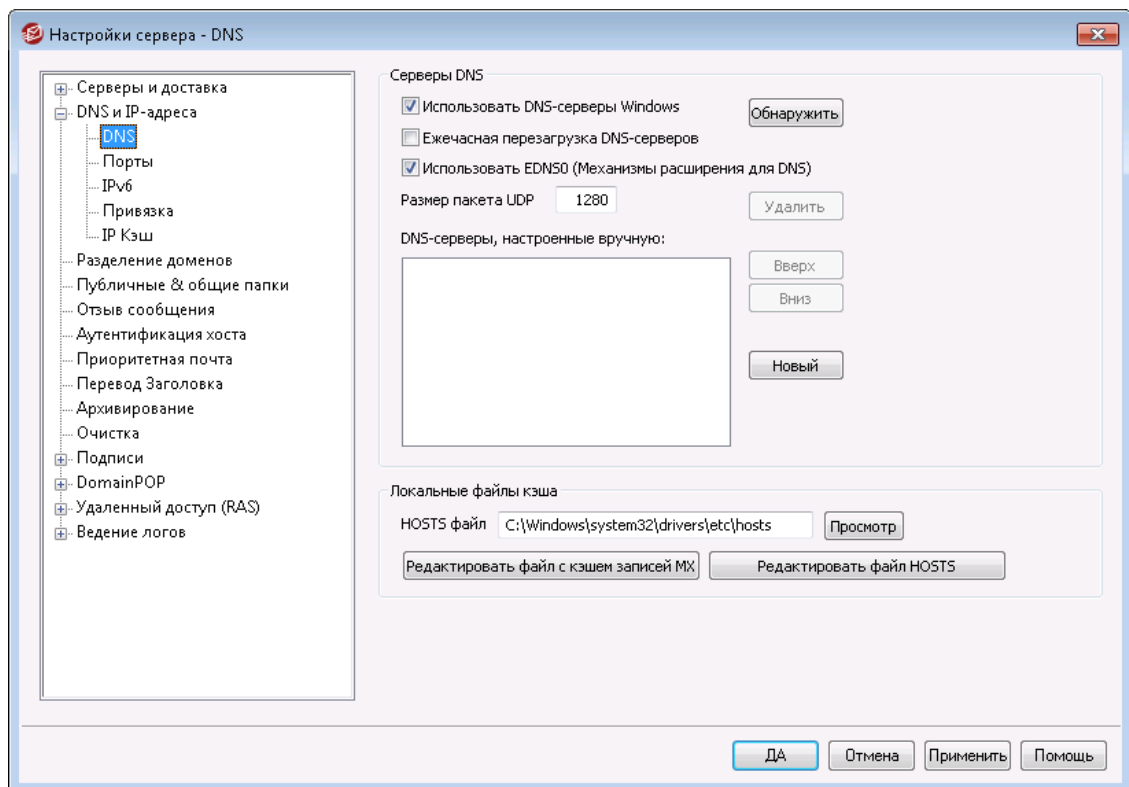 Настройки сервера - DNS
Серверы и доставка
DNS и IP-адреса
DNS
Порты
IPv6
Привязка
IP Кэш
Разделение доменов
Публичные & общие папки
Отзыв сообщения
Аутентификация хоста
Приоритетная почта
Перевод Заголовка
Архивирование
Очистка
Подписи
DomainPOP
Удаленный доступ (RAS)
Ведение логов
Серверы DNS
Использовать DNS-серверы Windows
Обнаружить
Ежечасная перезагрузка DNS-серверов
Использовать EDNS0 (Механизмы расширения для DNS)
Размер пакета UDP 1280
Удалить
DNS-серверы, настроенные вручную:
Вверх
Вниз
Новый
Локальные файлы кэша
HOSTS файл C:\Windows\system32\drivers\etc\hosts Просмотр
Редактировать файл с кэшем записей MX Редактировать файл HOSTS
ДА Отмена Применить Помощь